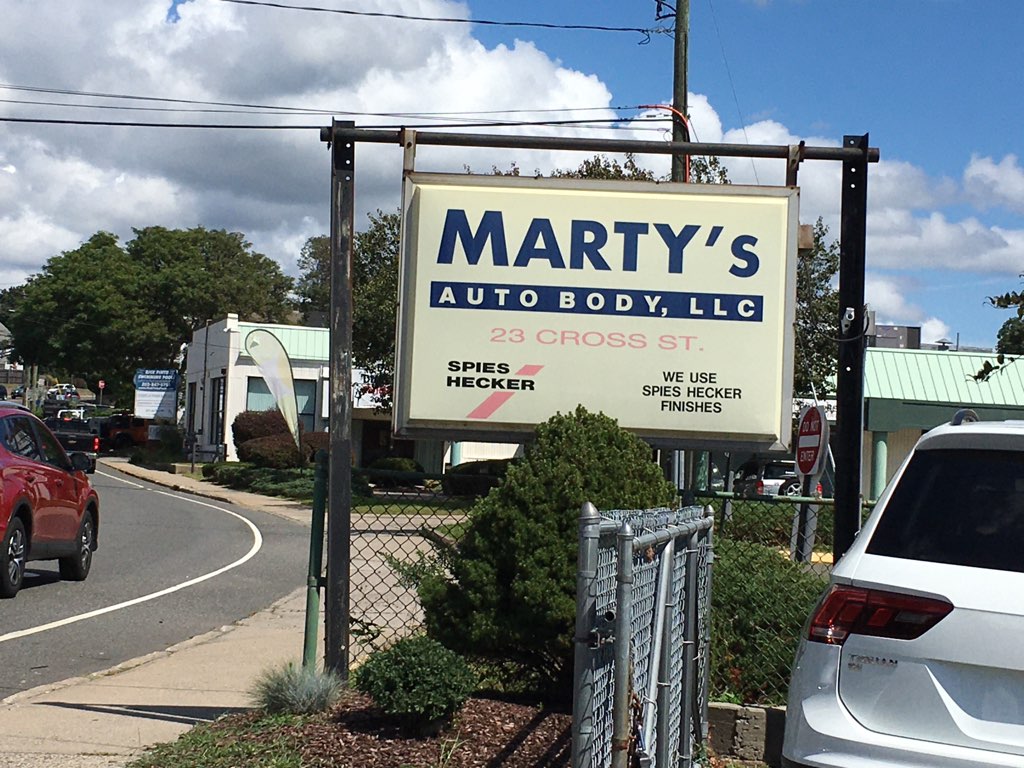 MARTY'S
AUTO BODY, LLC
23 CROSS ST.
SPIES
HECKER
WE USE
SPIES HECKER
FINISHES
DO NOT
ENTER